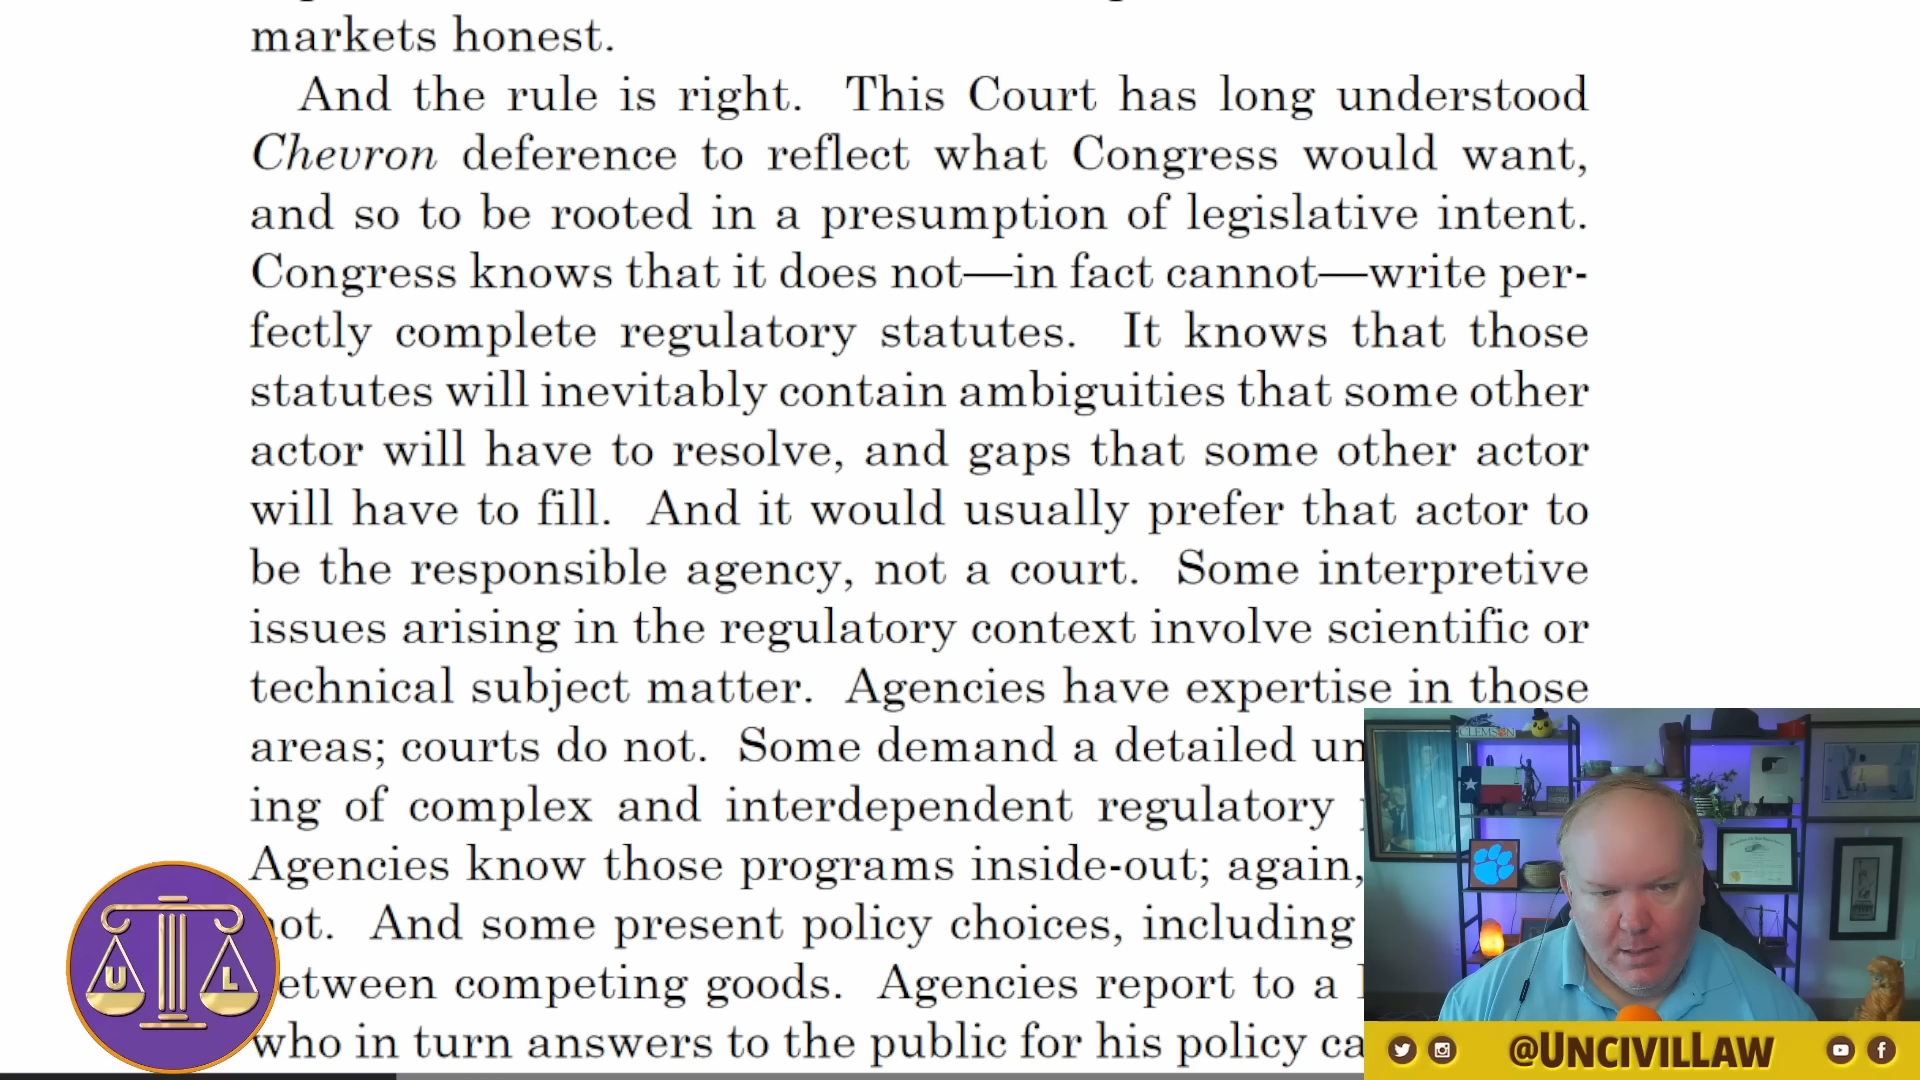 markets honest.
And the rule is right. This Court has long understood
Chevron deference to reflect what Congress would want,
and so to be rooted in a presumption of legislative intent.
Congress knows that it does not—in fact cannot—write per-
fectly complete regulatory statutes. It knows that those
statutes will inevitably contain ambiguities that some other
actor will have to resolve, and gaps that some other actor
will have to fill. And it would usually prefer that actor to
be the responsible agency, not a court. Some interpretive
issues arising in the regulatory context involve scientific or
technical subject matter. Agencies have expertise in those
areas; courts do not. Some demand a detailed un
ing of complex and interdependent regulatory
Agencies know those programs inside-out; again,
not. And some present policy choices, including
between competing goods. Agencies report to a
who in turn answers to the public for his policy ca
CLEMSON
U L
@UNCIVILLAW